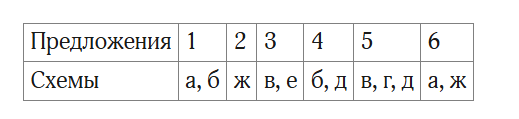 Предложения 1 2 3 4 5 6
Схемы а, б ж в, е б, д в, г, д а, ж